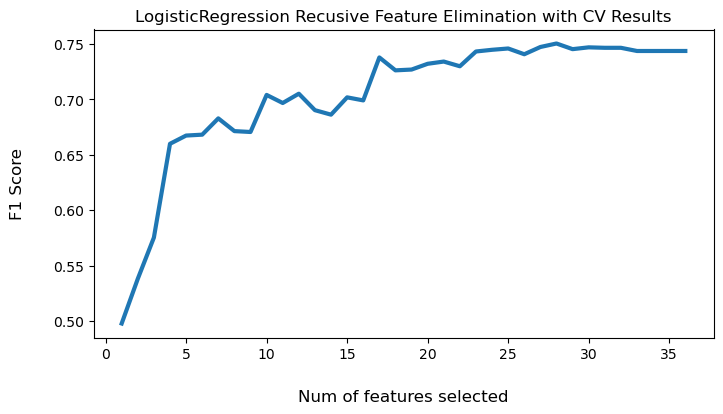 LogisticRegression Recusive Feature Elimination with CV Results
F1 Score
0.75
0.70
0.65
0.60
0.55
0.50
0 5 10 15 20 25 30 35
Num of features selected